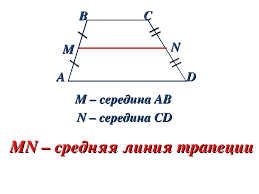 B C
M N
A D
M – середина AB
N – середина CD
MN – средняя линия трапеции